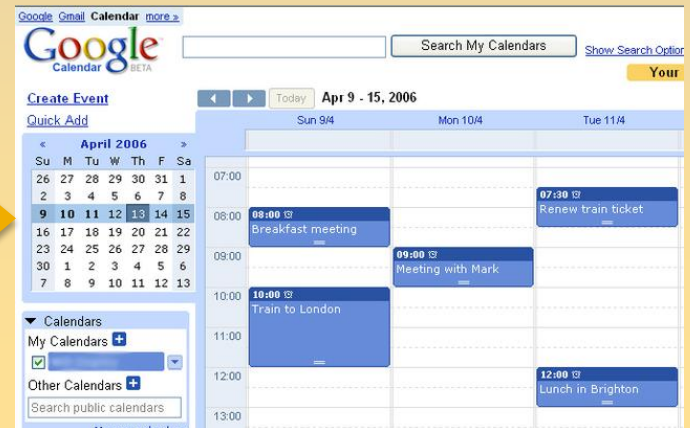 Google Gmail Calendar more »
Google
Calendar BETA
Search My Calendars
Show Search Option
Your
Create Event
Quick Add
Today Apr 9 - 15, 2006
Sun 9/4 Mon 10/4 Tue 11/4
« April 2006 »
Su M Tu W Th F Sa
26 27 28 29 30 31 1
2 3 4 5 6 7 8
9 10 11 12 13 14 15
16 17 18 19 20 21 22
23 24 25 26 27 28 29
30 1 2 3 4 5 6
7 8 9 10 11 12 13
▼ Calendars
My Calendars +
Other Calendars +
Search public calendars
07:00
08:00
09:00
10:00
11:00
12:00
13:00
08:00
Breakfast meeting
10:00
Train to London
09:00
Meeting with Mark
07:30
Renew train ticket
12:00
Lunch in Brighton